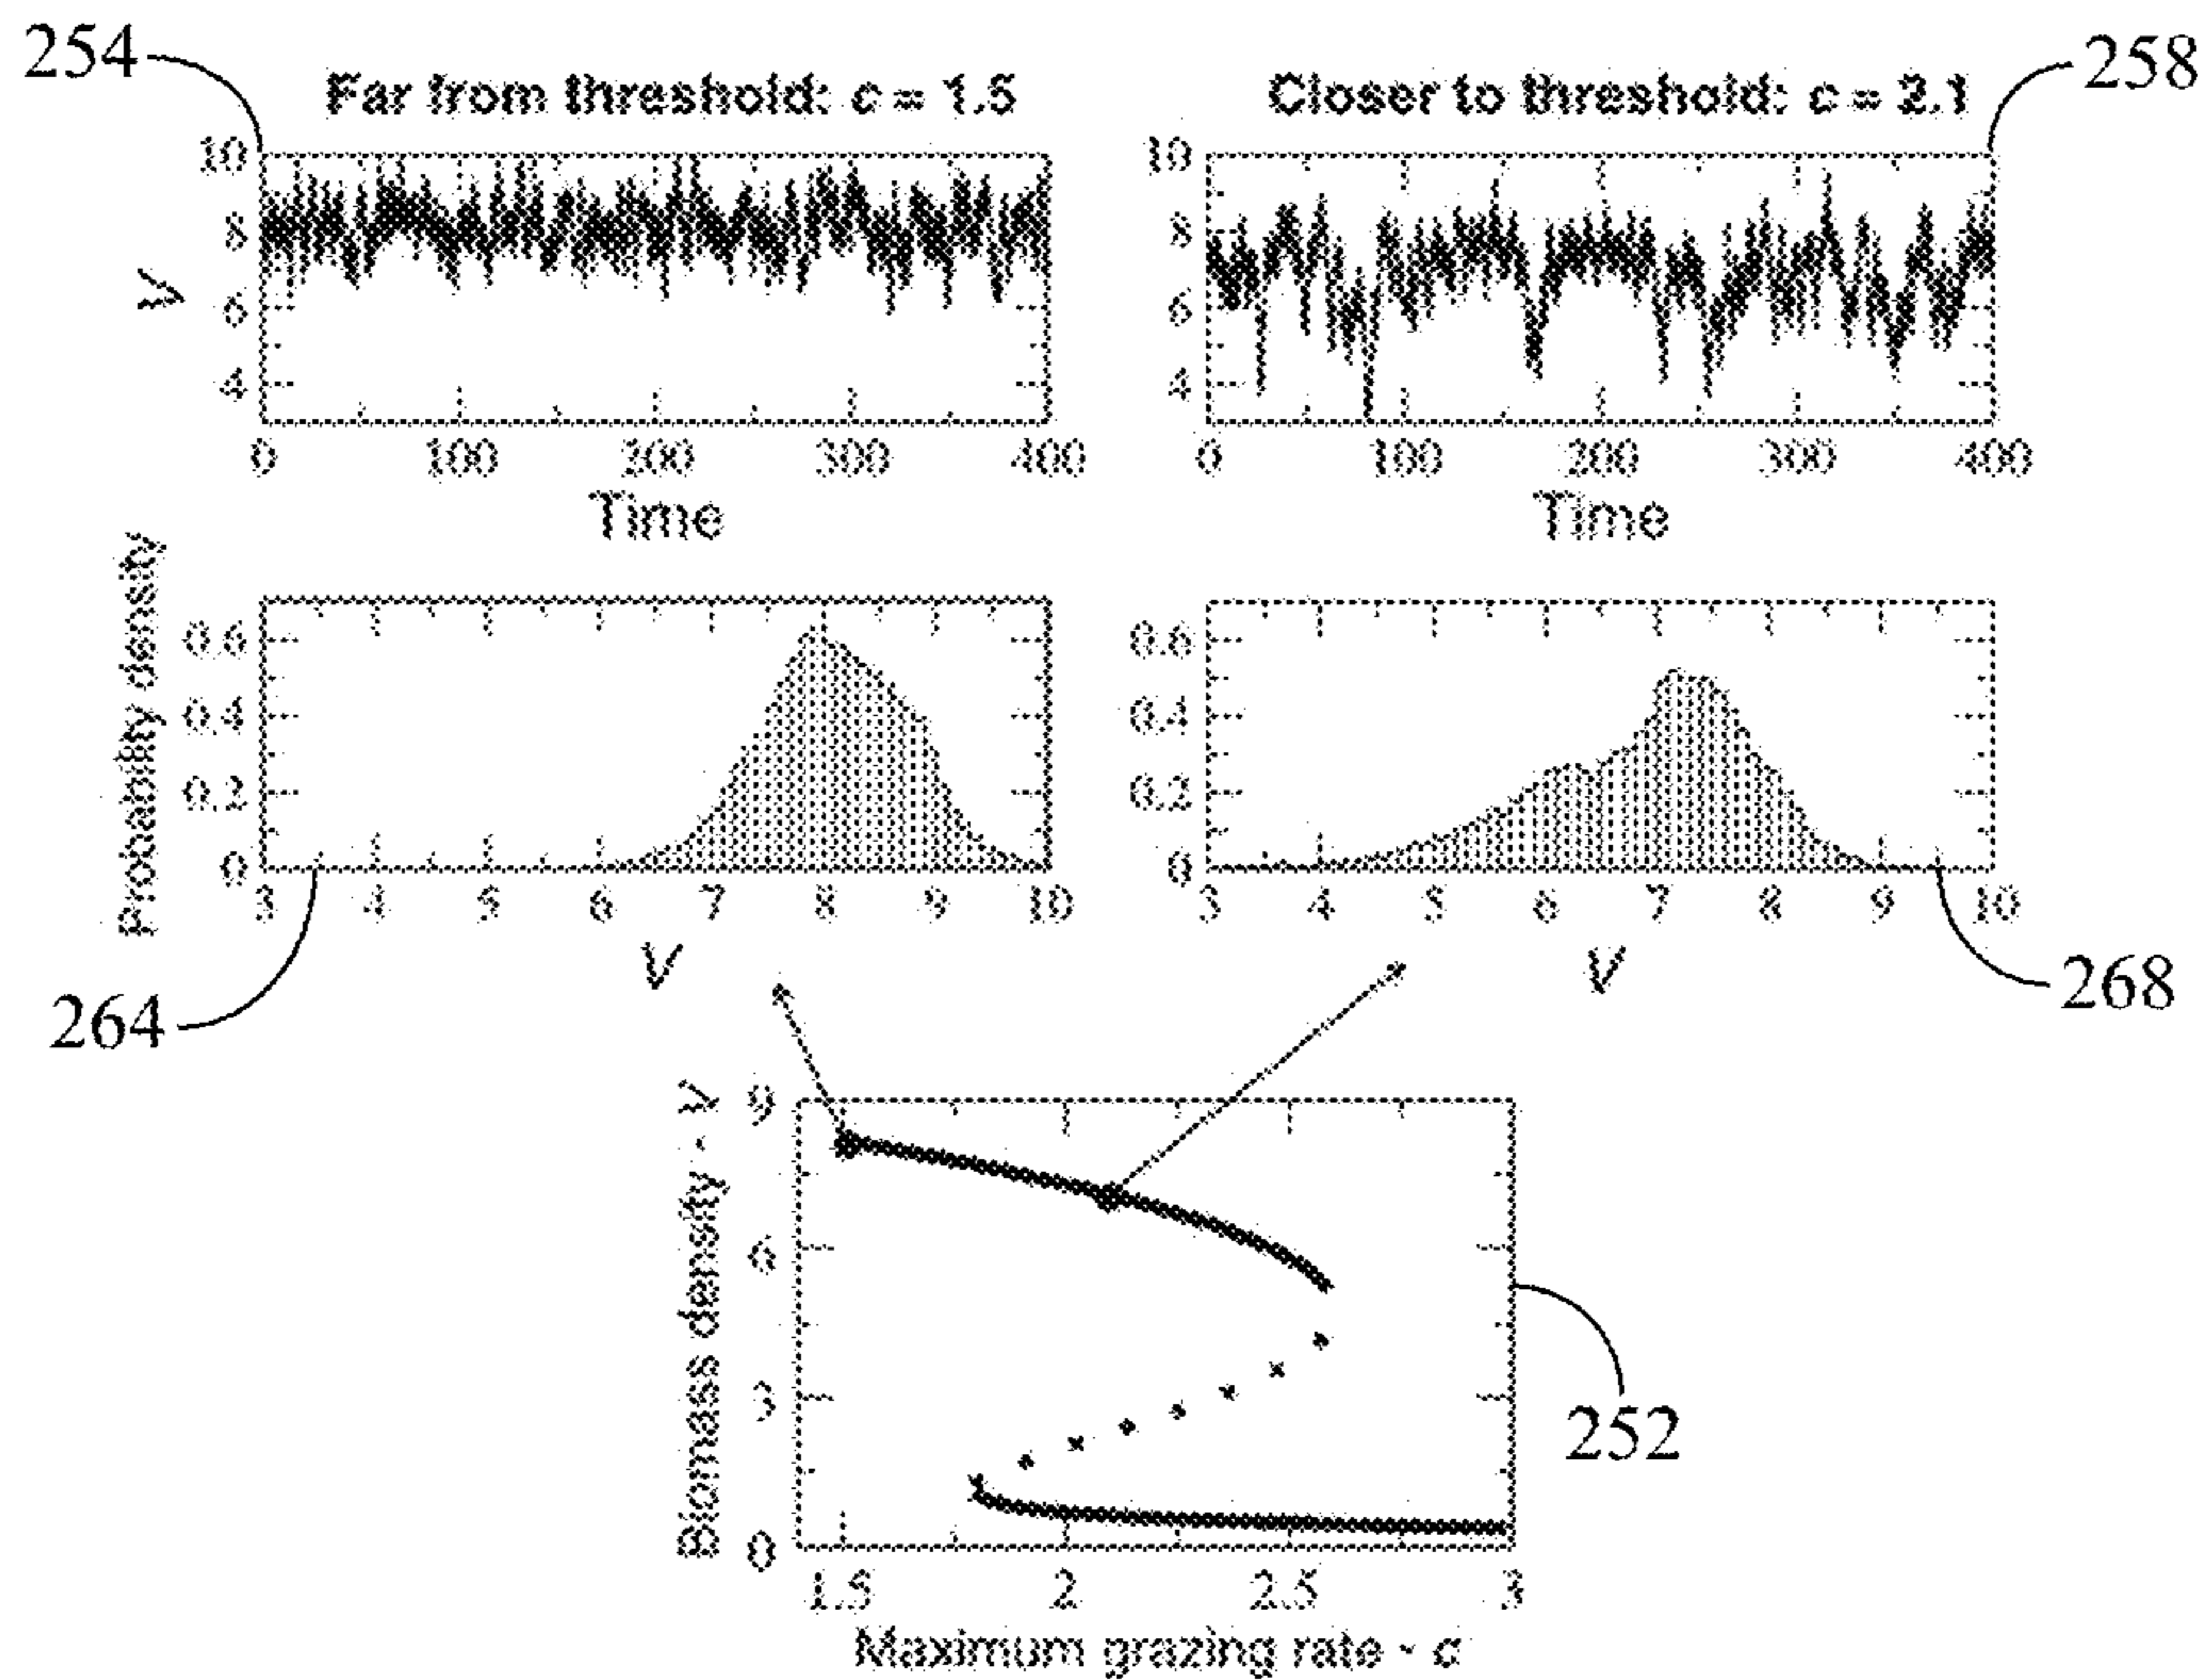 254
258
Far from threshold: c = 1.5
Closer to threshold: c = 2.1
V
10
8
6
4
0 100 200 300 400
Time
10
8
6
4
0 100 200 300 400
Time
Probability density
0.6
0.4
0.2
0
3 4 5 6 7 8 9 10
V
0.6
0.4
0.2
0
3 4 5 6 7 8 9 10
V
264
268
Biomass density - V
9
6
3
0
1.5 2 2.5 3
Maximum grazing rate - c
252